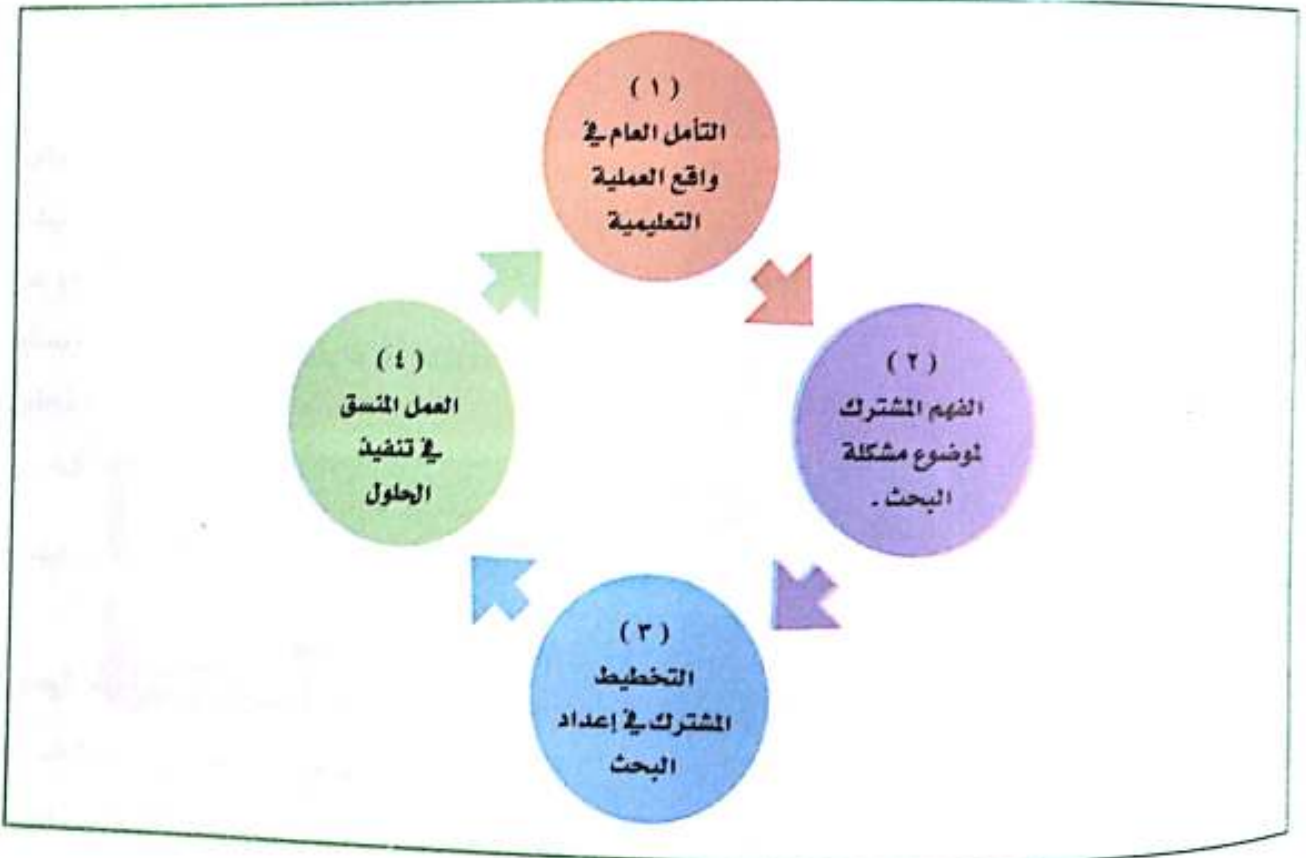 ( ١ )
التأمل العام في
واقع العملية
التعليمية
( ٢ )
الفهم المشترك
لموضوع مشكلة
البحث .
( ٣ )
التخطيط
المشترك في إعداد
البحث
( ٤ )
العمل المنسق
في تنفيذ
الحلول